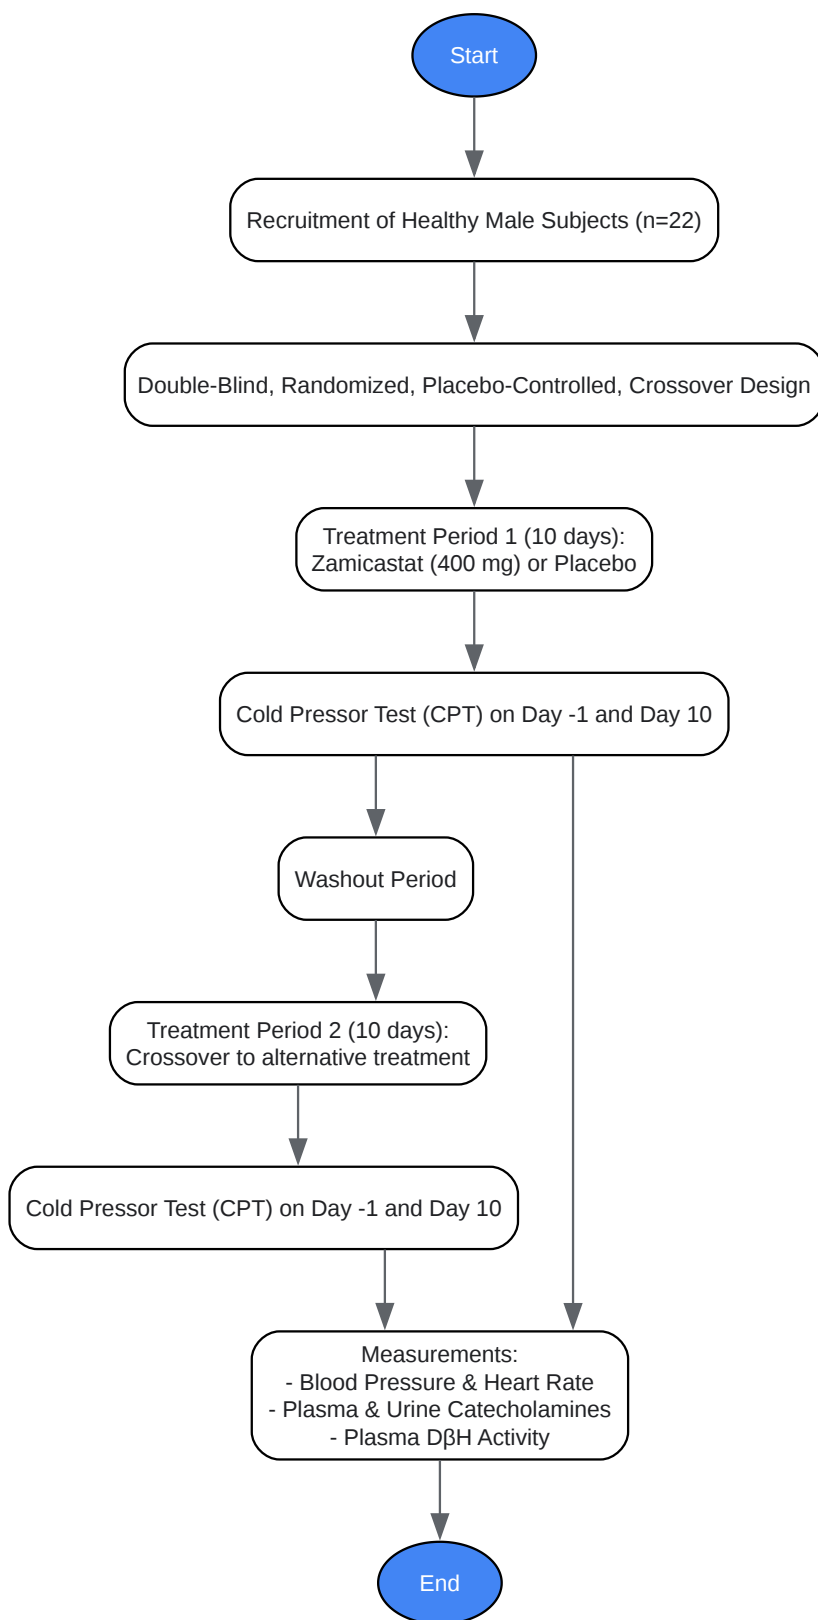 Start
Recruitment of Healthy Male Subjects (n=22)
Double-Blind, Randomized, Placebo-Controlled, Crossover Design
Treatment Period 1 (10 days):
Zamicastat (400 mg) or Placebo
Cold Pressor Test (CPT) on Day -1 and Day 10
Washout Period
Treatment Period 2 (10 days):
Crossover to alternative treatment
Cold Pressor Test (CPT) on Day -1 and Day 10
Measurements:
- Blood Pressure & Heart Rate
- Plasma & Urine Catecholamines
- Plasma DβH Activity
End